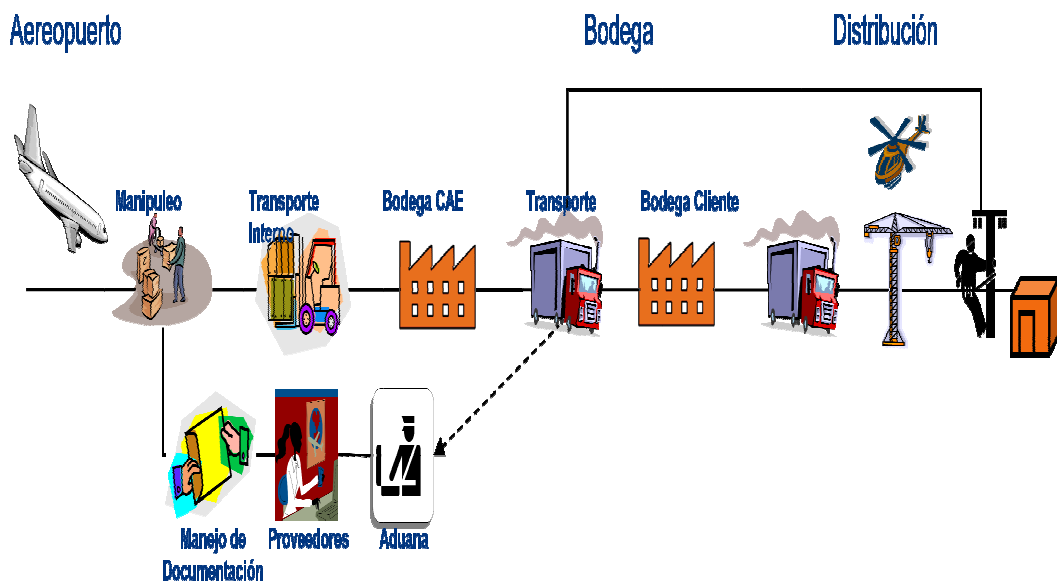 Aereopuerto
Bodega
Distribución
Manipuleo
Transporte
Interno
Bodega CAE
Transporte
Bodega Cliente
Manejo de
Documentación
Proveedores
Aduana